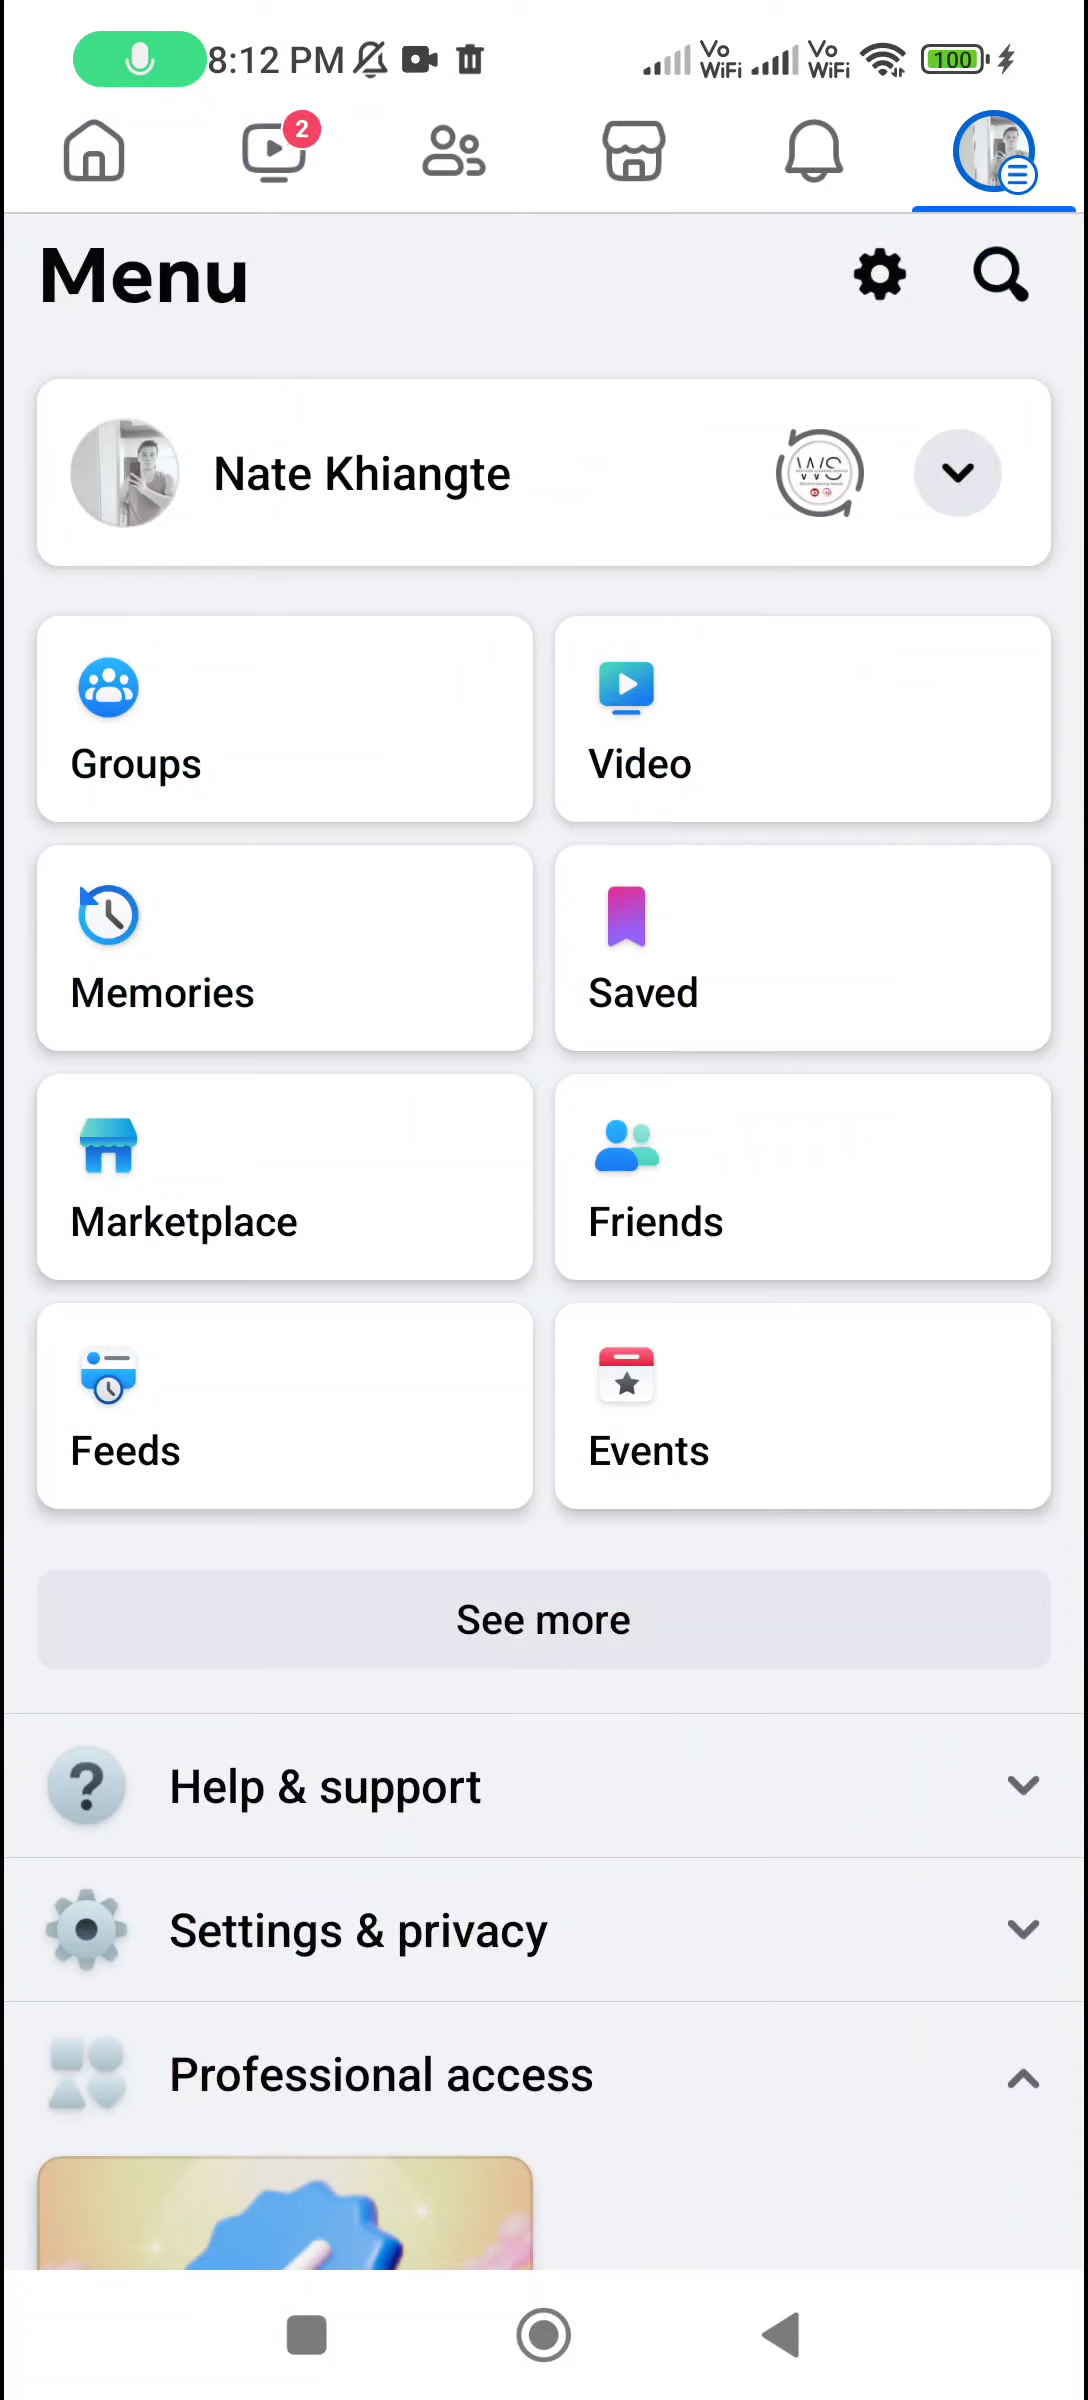 8:12 PM
Vo
WiFi
Vo
WiFi
100
2
Menu
Nate Khiangte
WS
Groups
Video
Memories
Saved
Marketplace
Friends
Feeds
Events
See more
Help & support
Settings & privacy
Professional access